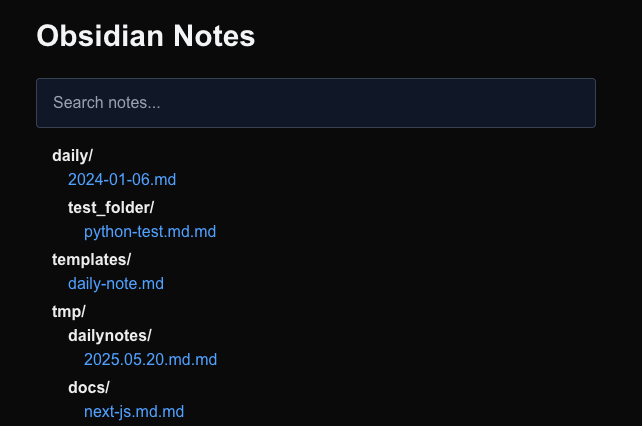 Obsidian Notes
Search notes...
daily/
2024-01-06.md
test_folder/
python-test.md.md
templates/
daily-note.md
tmp/
dailynotes/
2025.05.20.md.md
docs/
next-js.md.md